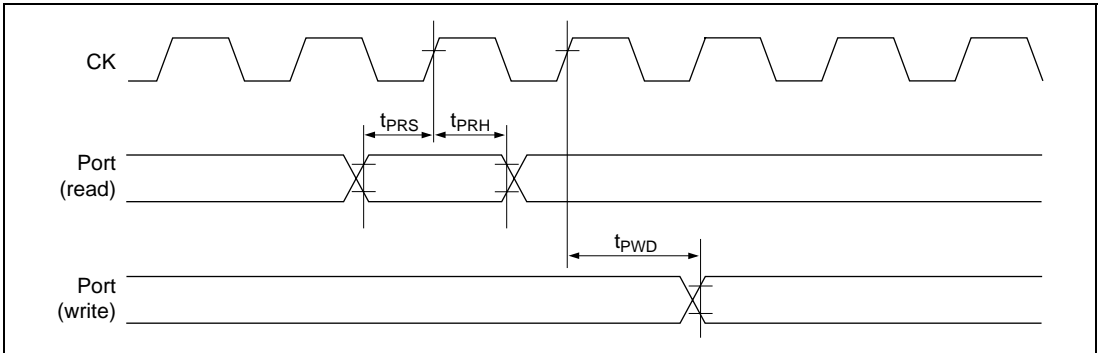 CK
tPRS tPRH
Port
(read)
tPWD
Port
(write)